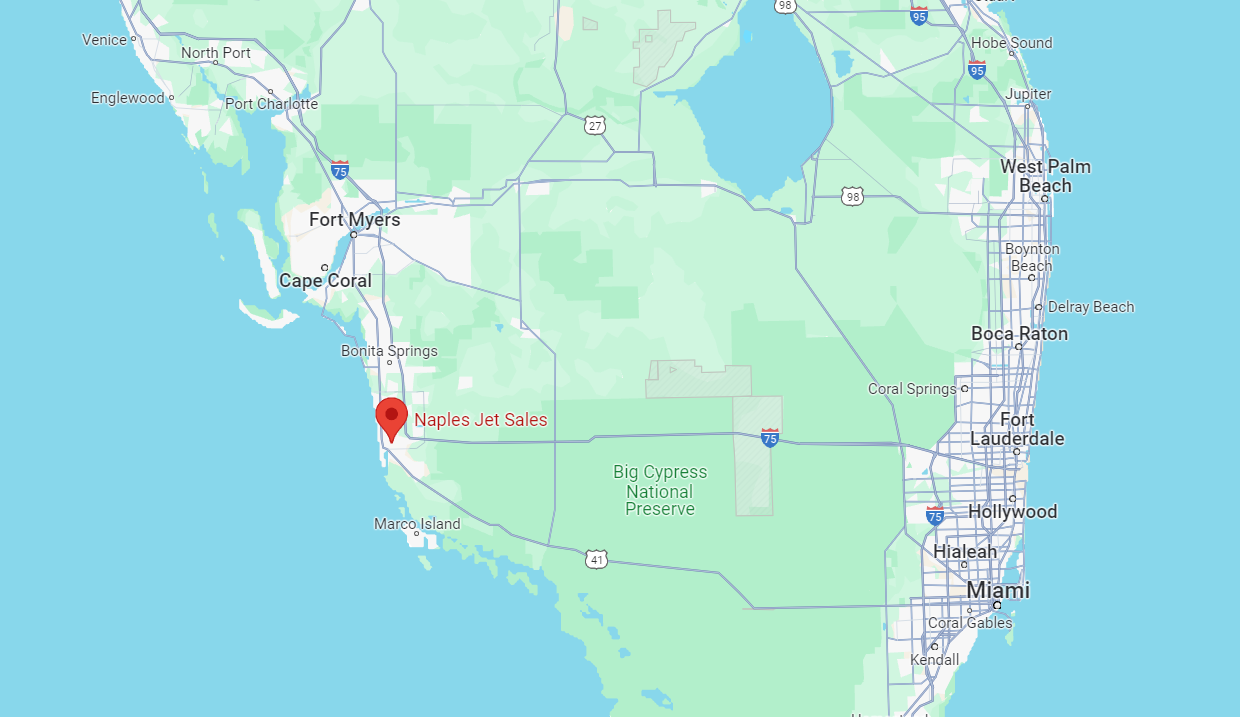 98
95
Venice
Hobe Sound
North Port
95
Englewood
Port Charlotte
Jupiter
27
75
West Palm
Beach
98
Fort Myers
Boynton
Beach
Cape Coral
Delray Beach
Boca Raton
Bonita Springs
Coral Springs
Naples Jet Sales
Fort
Lauderdale
75
Big Cypress
National
Preserve
Hollywood
75
Marco Island
Hialeah
41
Miami
Coral Gables
Kendall